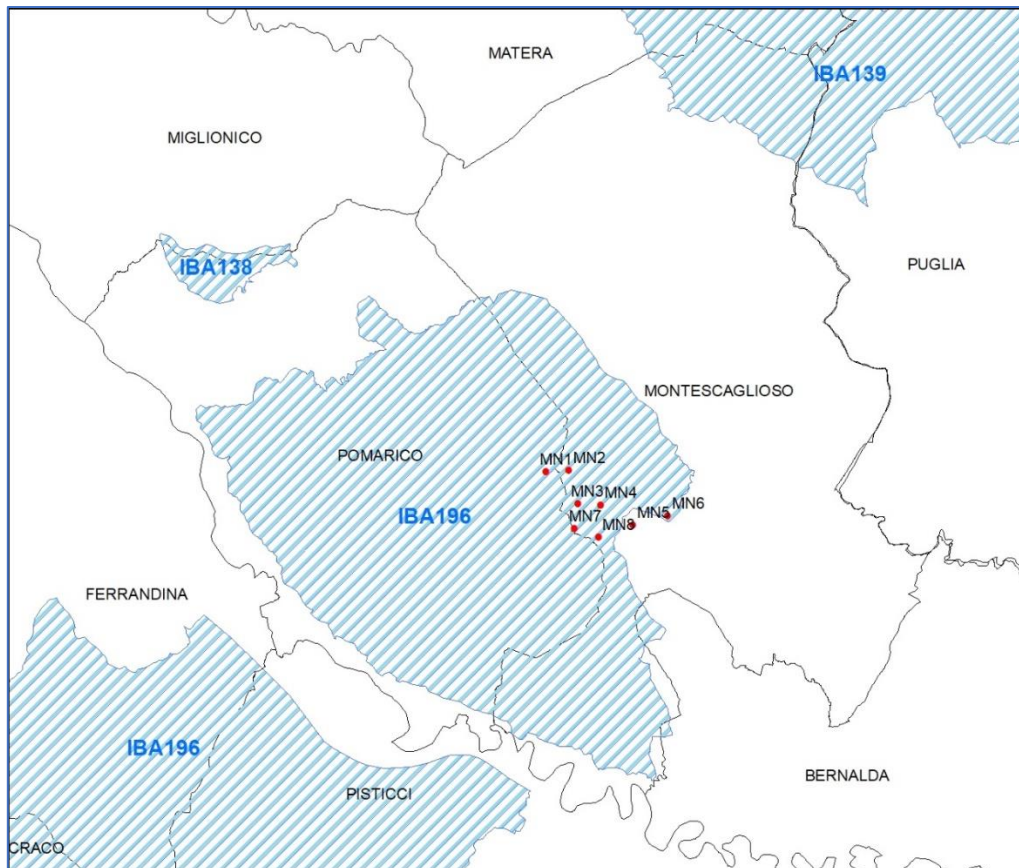 MATERA
IBA139
MIGLIONICO
IBA138
PUGLIA
MONTESCAGLIOSO
POMARICO
MN1
MN2
MN3
MN4
IBA196
MN7
MN8
MN5
MN6
FERRANDINA
IBA196
PISTICCI
BERNALDA
CRACO